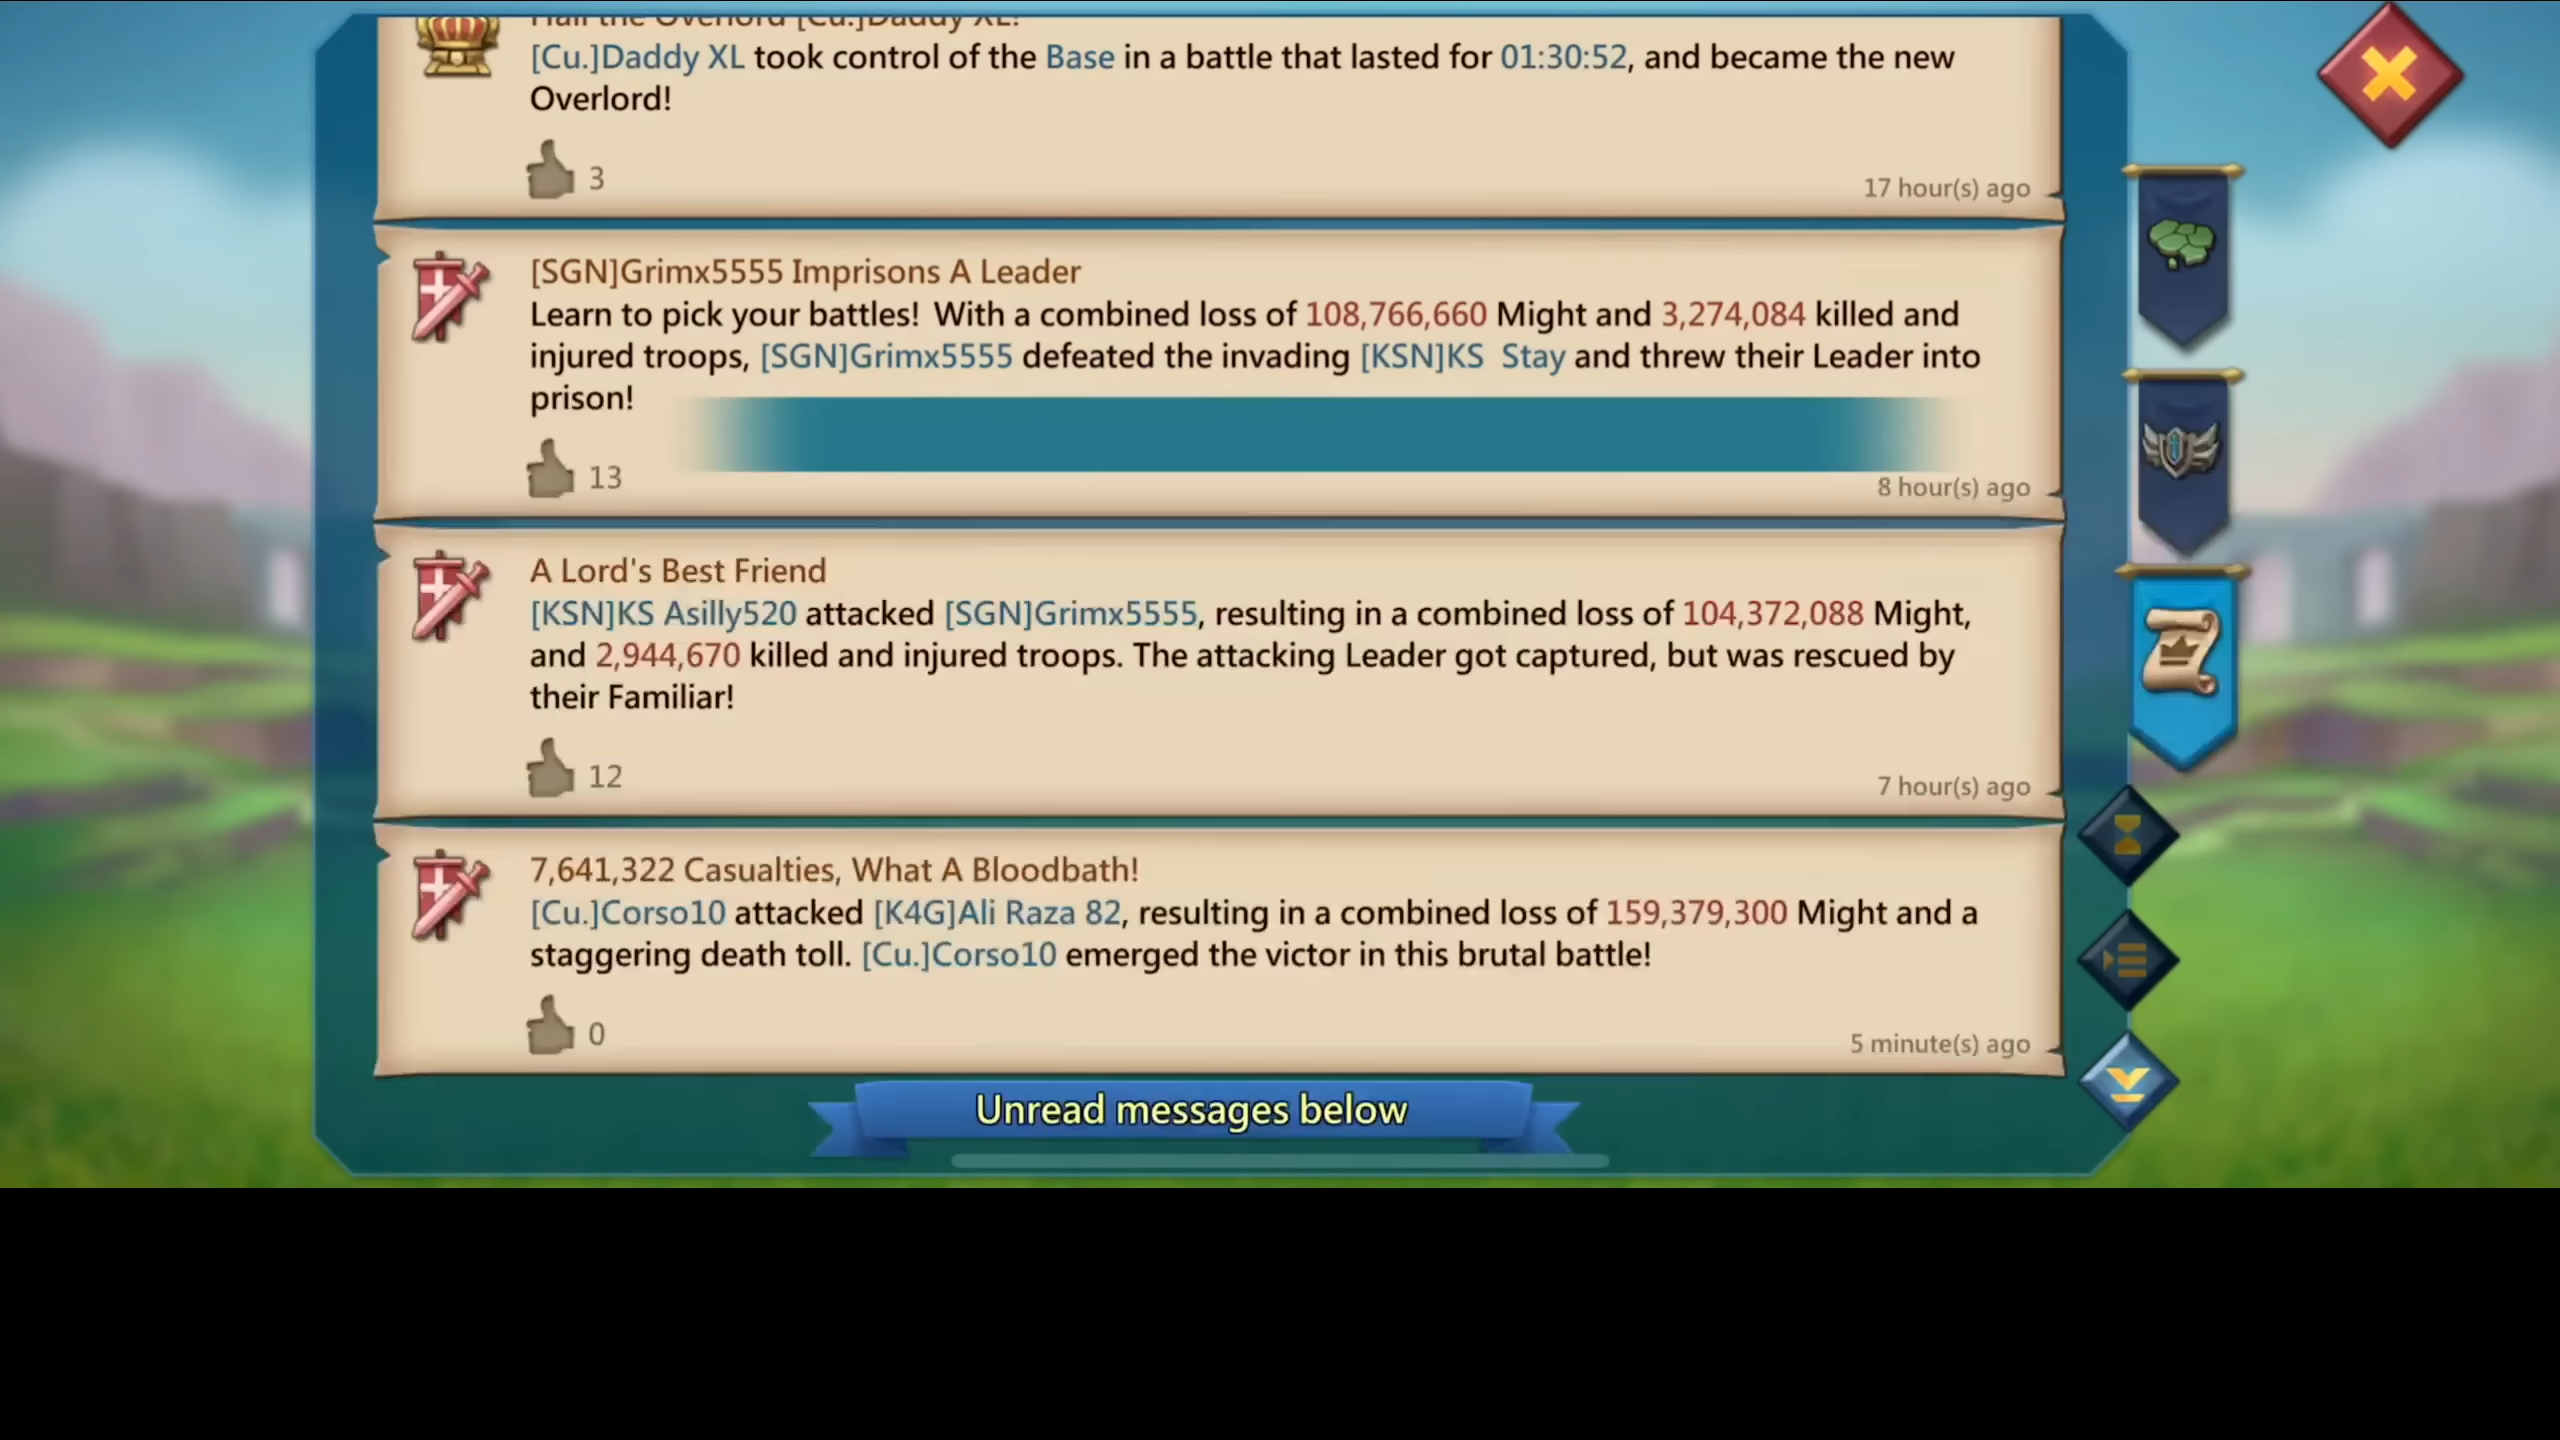 Hail the Overlord [Cu.]Daddy XL!
[Cu.]Daddy XL took control of the Base in a battle that lasted for 01:30:52, and became the new
Overlord!
3
17 hour(s) ago
[SGN]Grimx5555 Imprisons A Leader
Learn to pick your battles! With a combined loss of 108,766,660 Might and 3,274,084 killed and
injured troops, [SGN]Grimx5555 defeated the invading [KSN]KS  Stay and threw their Leader into
prison!
13
8 hour(s) ago
A Lord's Best Friend
[KSN]KS Asilly520 attacked [SGN]Grimx5555, resulting in a combined loss of 104,372,088 Might,
and 2,944,670 killed and injured troops. The attacking Leader got captured, but was rescued by
their Familiar!
12
7 hour(s) ago
7,641,322 Casualties, What A Bloodbath!
[Cu.]Corso10 attacked [K4G]Ali Raza 82, resulting in a combined loss of 159,379,300 Might and a
staggering death toll. [Cu.]Corso10 emerged the victor in this brutal battle!
0
5 minute(s) ago
Unread messages below